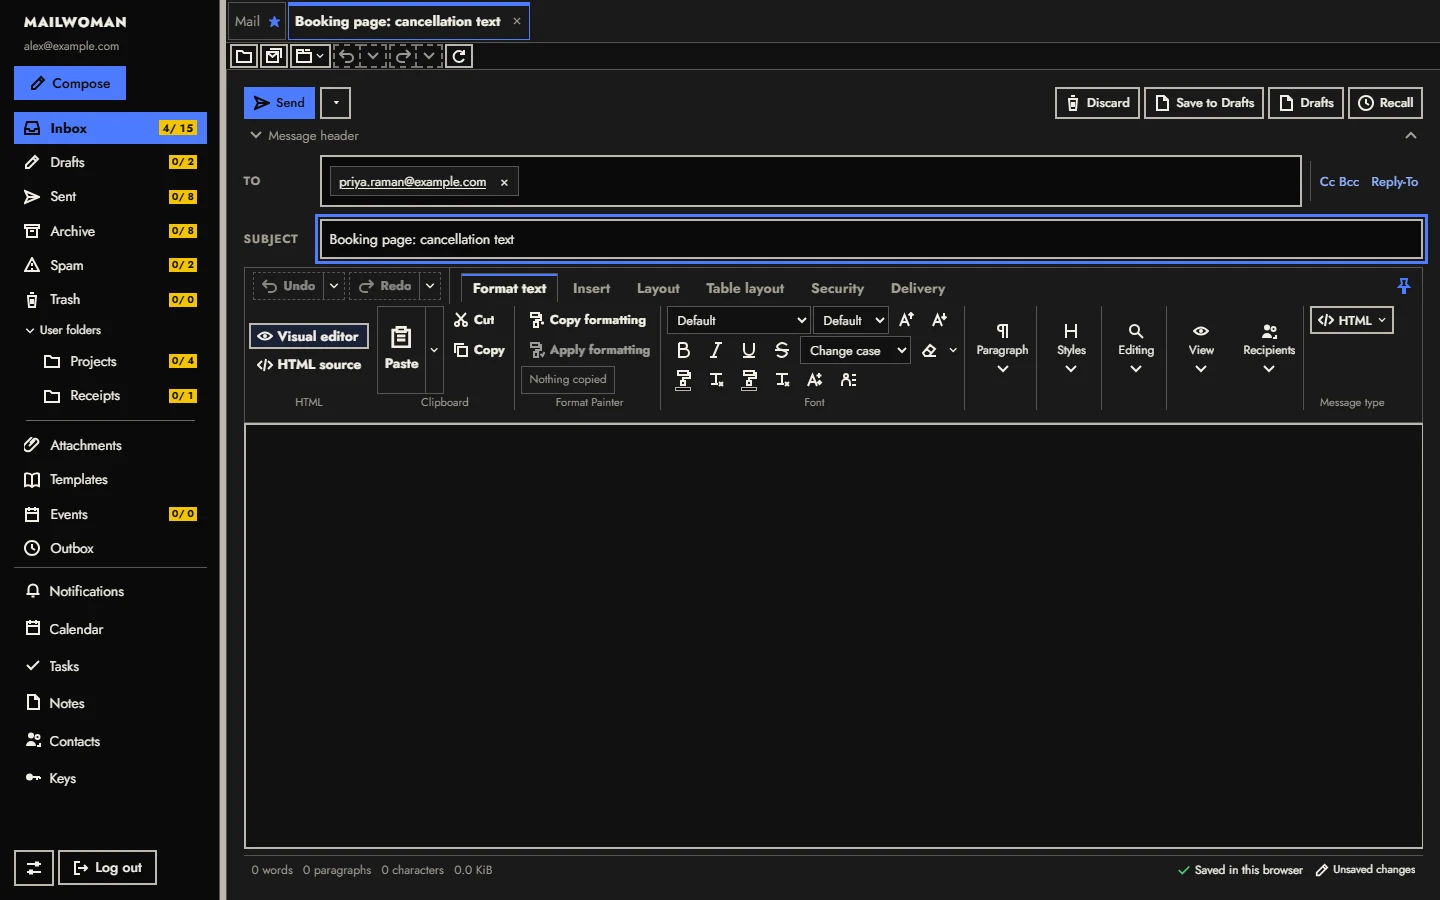 MAILWOMAN
alex@example.com
Compose
Inbox 4/ 15
Drafts 0/ 2
Sent 0/ 8
Archive 0/ 8
Spam 0/ 2
Trash 0/ 0
User folders
Projects 0/ 4
Receipts 0/ 1
Attachments
Templates
Events 0/ 0
Outbox
Notifications
Calendar
Tasks
Notes
Contacts
Keys
Log out
Mail Booking page: cancellation text
Send Discard Save to Drafts Drafts Recall
Message header
TO priya.raman@example.com Cc Bcc Reply-To
SUBJECT Booking page: cancellation text
Undo Redo Format text Insert Layout Table layout Security Delivery
Visual editor
HTML source
HTML
Paste
Cut
Copy
Clipboard
Copy formatting
Apply formatting
Nothing copied
Format Painter
Default Default
Change case
Font
Paragraph
Styles
Editing
View
Recipients
HTML
Message type
0 words 0 paragraphs 0 characters 0.0 KiB Saved in this browser Unsaved changes